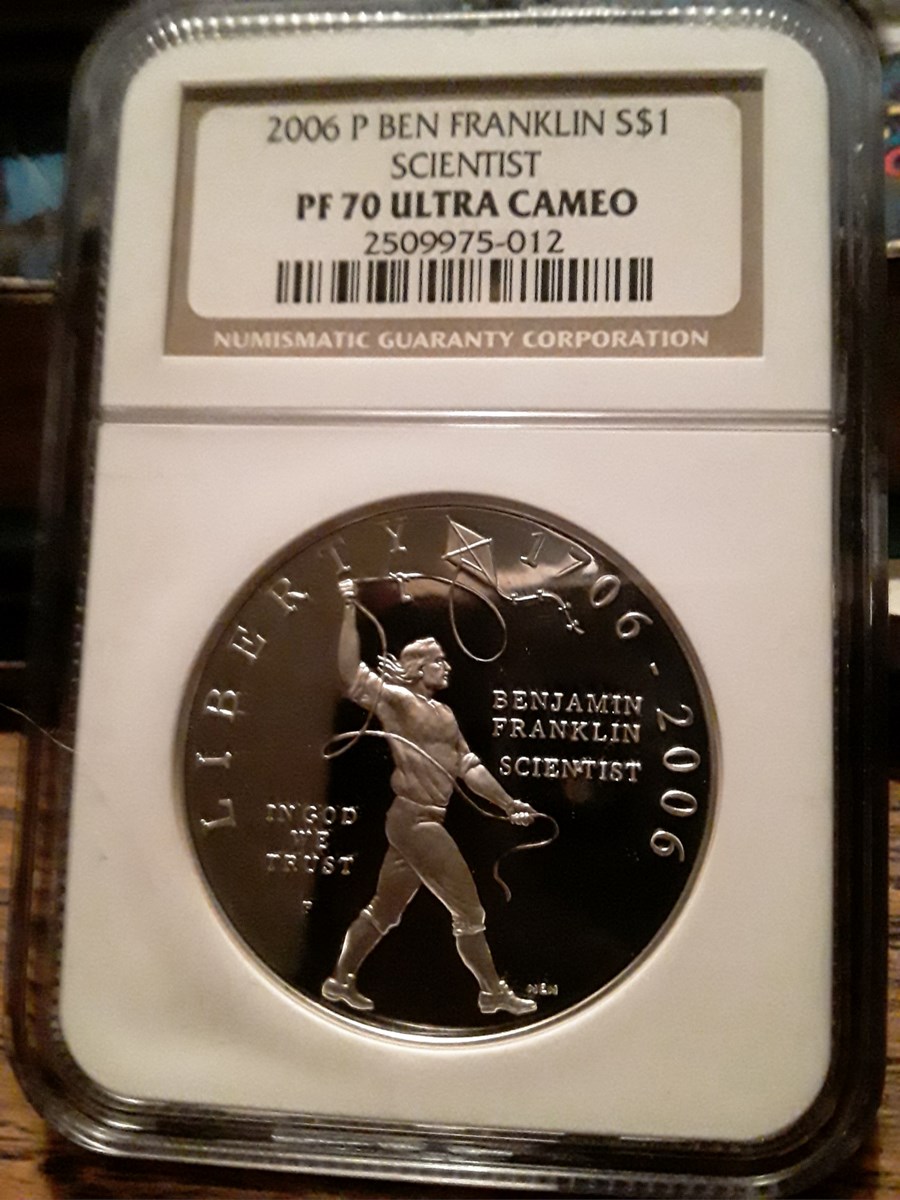 2006 P BEN FRANKLIN S$1
SCIENTIST
PF 70 ULTRA CAMEO
2509975-012
NUMISMATIC GUARANTY CORPORATION
LIBERTY 1706-2006
BENJAMIN
FRANKLIN
SCIENTIST
IN GOD
WE
TRUST
P
NEN